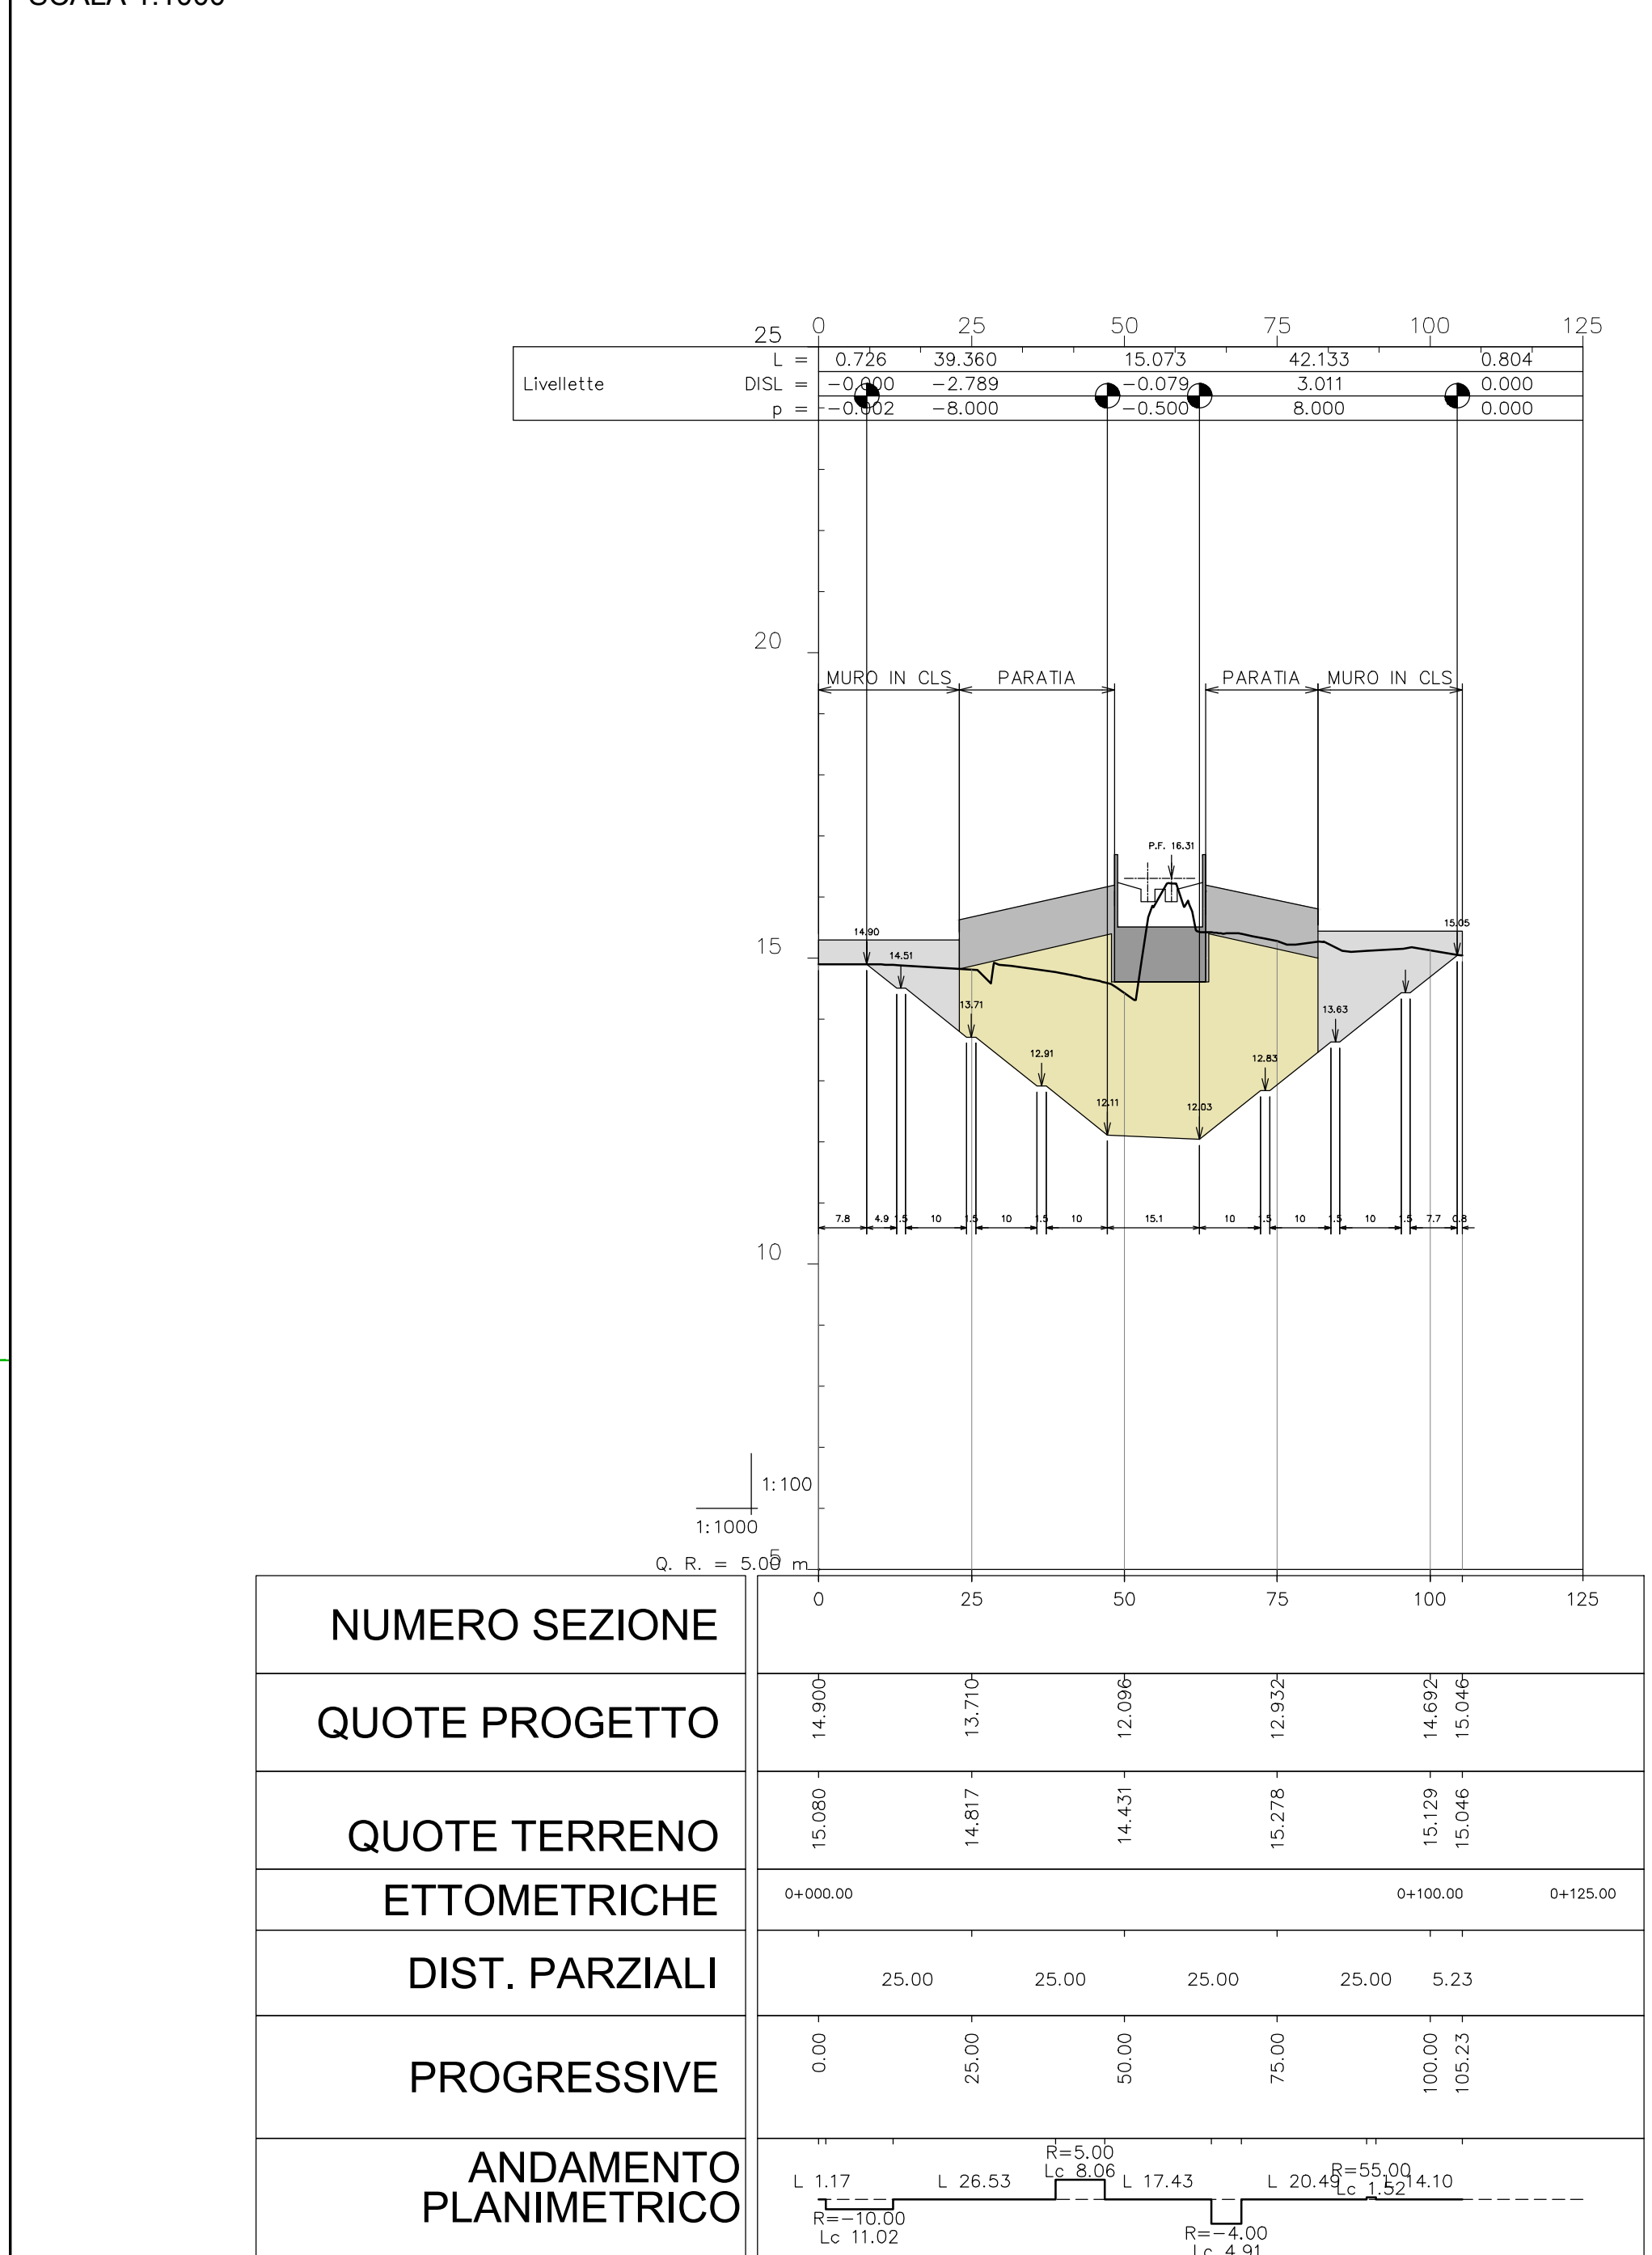 SCALA 1:1000
0 25 50 75 100 125
25
L = 0.726 39.360 15.073 42.133 0.804
Livellette DISL = -0.000 -2.789 -0.079 3.011 0.000
p = -0.002 -8.000 -0.500 8.000 0.000
20
MURO IN CLS PARATIA PARATIA MURO IN CLS
P.F. 16.31
15
14.90 15.05
14.51
13.71 13.63
12.91 12.83
12.11 12.03
7.8 4.9 1.5 10 1.5 10 1.5 10 15.1 10 1.5 10 1.5 10 1.5 7.7 0.8
10
1:100
1:1000
5
Q. R. = 5.00 m
NUMERO SEZIONE 0 25 50 75 100 125
QUOTE PROGETTO 14.900 13.710 12.096 12.932 14.692 15.046
QUOTE TERRENO 15.080 14.817 14.431 15.278 15.129 15.046
ETTOMETRICHE 0+000.00 0+100.00 0+125.00
DIST. PARZIALI 25.00 25.00 25.00 25.00 5.23
PROGRESSIVE 0.00 25.00 50.00 75.00 100.00 105.23
ANDAMENTO
PLANIMETRICO
L 1.17
R=-10.00
Lc 11.02
L 26.53
R=5.00
Lc 8.06
L 17.43
R=-4.00
Lc 4.91
L 20.49
R=55.00
Lc 1.52
L 14.10